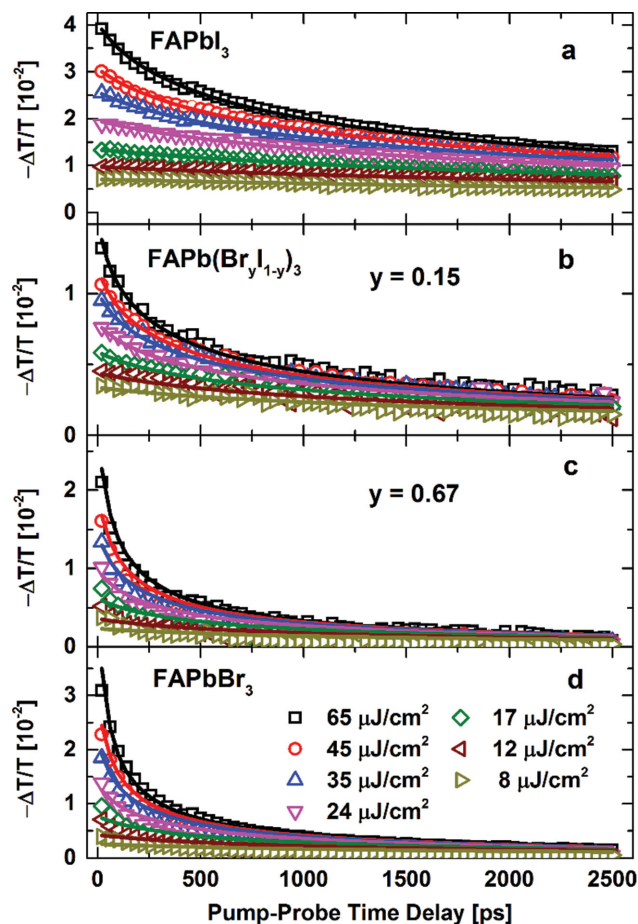 FAPbI₃
a
4
3
2
1
0
−ΔT/T [10⁻²]
FAPb(BrᵧI₁₋ᵧ)₃
y = 0.15
b
1
0
−ΔT/T [10⁻²]
y = 0.67
c
2
1
0
−ΔT/T [10⁻²]
FAPbBr₃
d
3
2
1
0
−ΔT/T [10⁻²]
65 μJ/cm²
45 μJ/cm²
35 μJ/cm²
24 μJ/cm²
17 μJ/cm²
12 μJ/cm²
8 μJ/cm²
0 500 1000 1500 2000 2500
Pump-Probe Time Delay [ps]